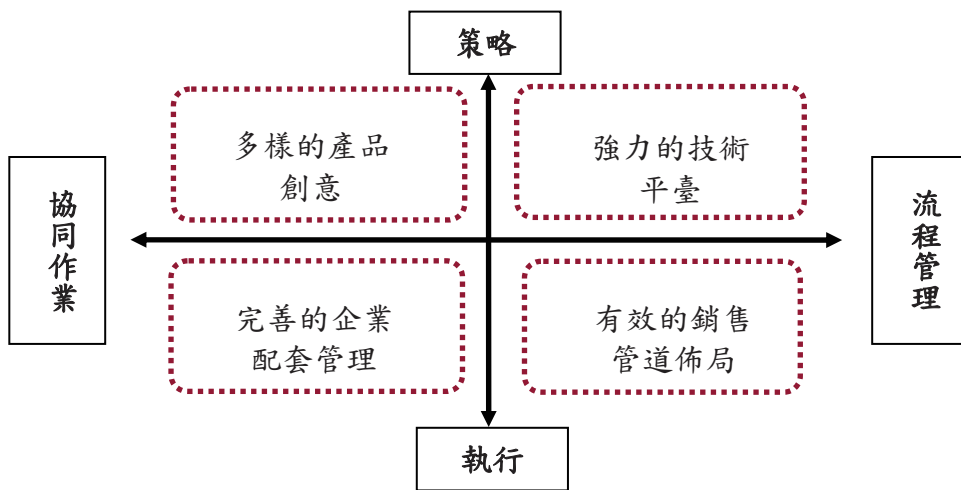 策略
多樣的產品
創意
強力的技術
平臺
協同作業
流程管理
完善的企業
配套管理
有效的銷售
管道佈局
執行